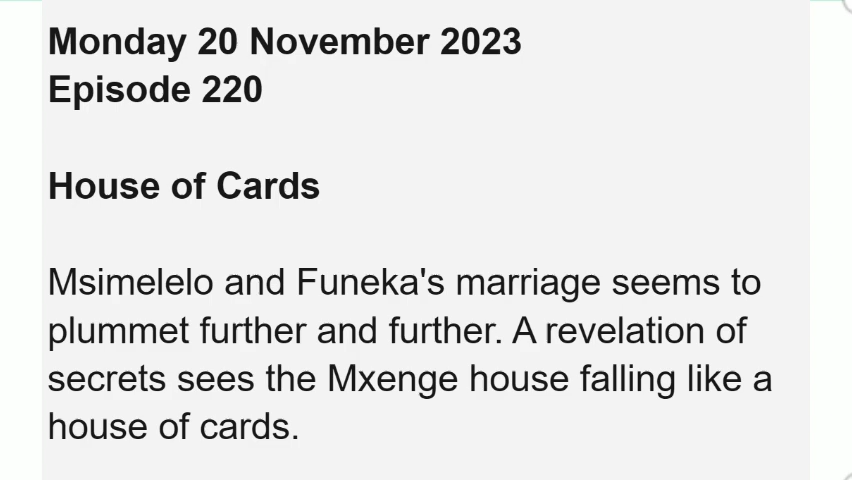 Monday 20 November 2023
Episode 220
House of Cards
Msimelelo and Funeka's marriage seems to
plummet further and further. A revelation of
secrets sees the Mxenge house falling like a
house of cards.